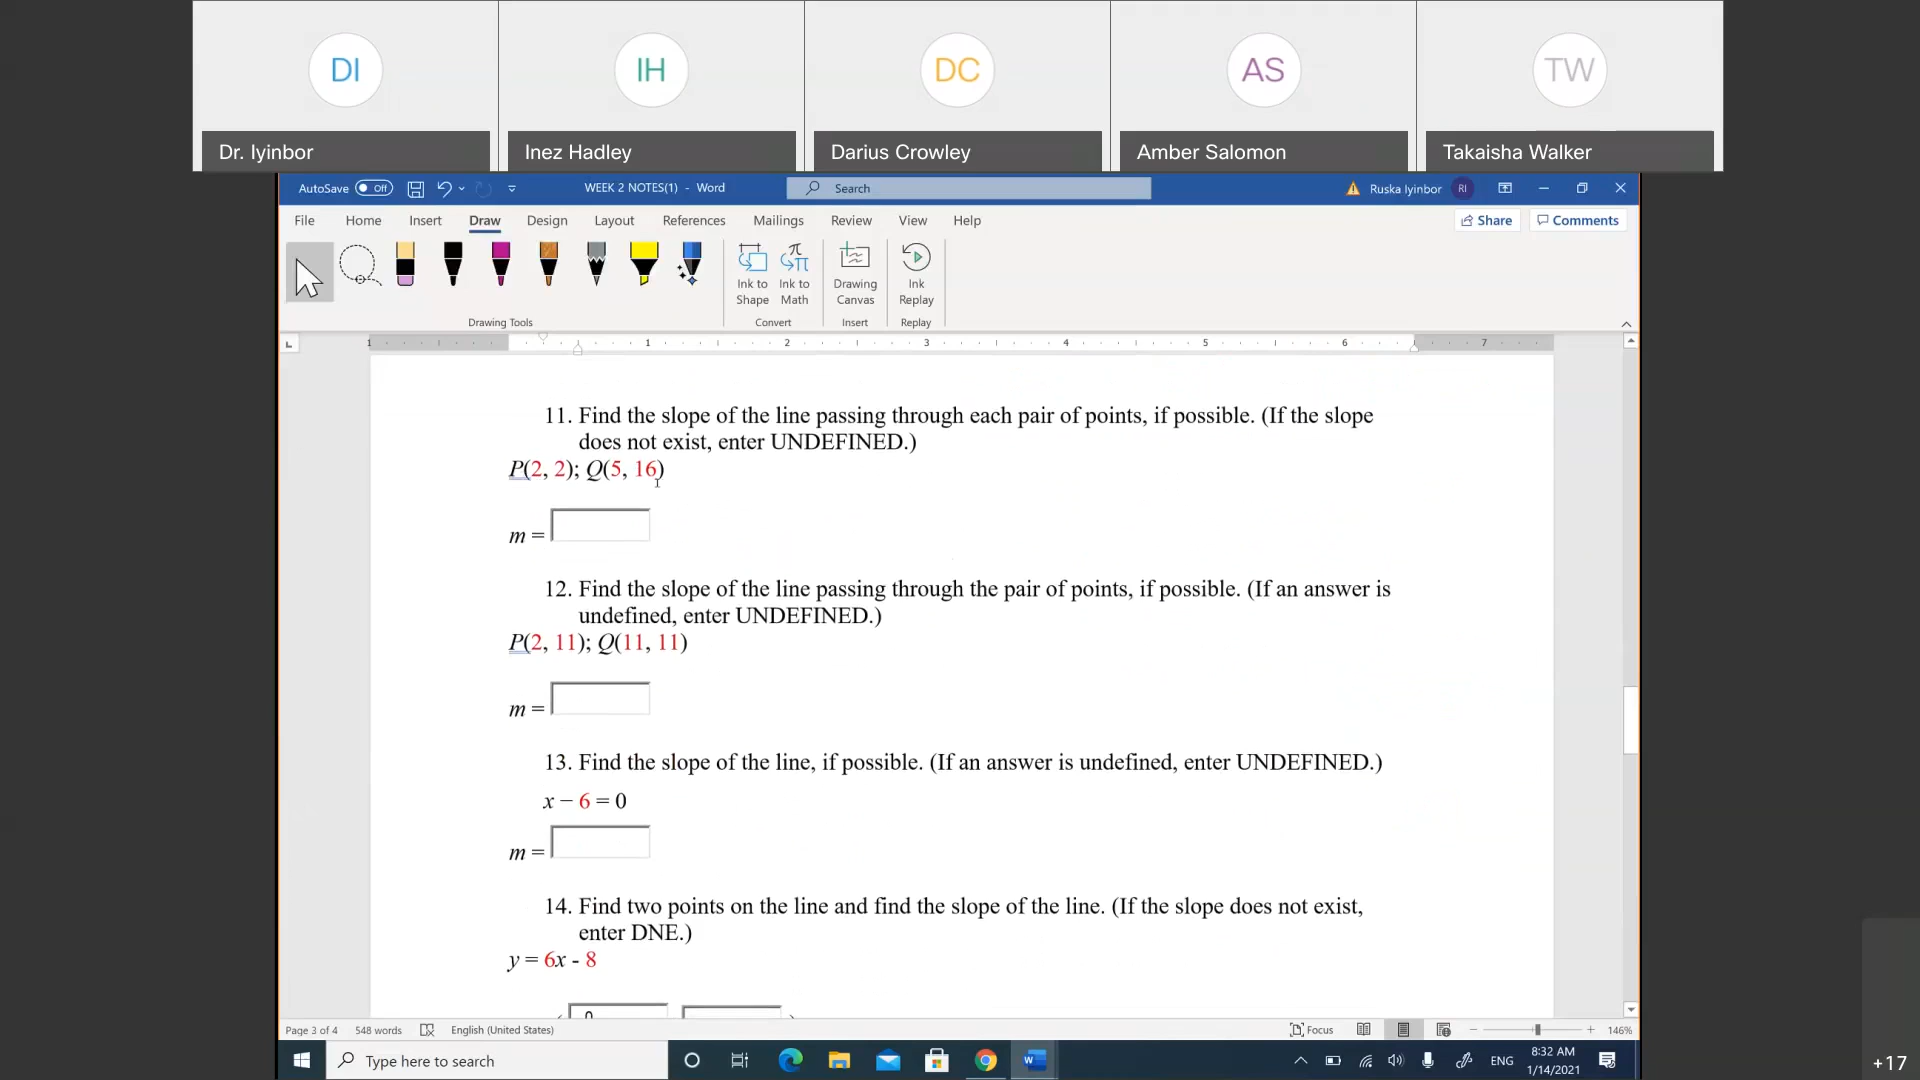 DI
IH
DC
AS
TW
Dr. Iyinbor
Inez Hadley
Darius Crowley
Amber Salomon
Takaisha Walker
AutoSave Off
WEEK 2 NOTES(1) - Word
Search
Ruska Iyinbor
RI
File Home Insert Draw Design Layout References Mailings Review View Help
Share
Comments
Ink to Shape
Ink to Math
Drawing Canvas
Ink Replay
Drawing Tools
Convert
Insert
Replay
1 1 2 3 4 5 6 7
11. Find the slope of the line passing through each pair of points, if possible. (If the slope
does not exist, enter UNDEFINED.)
P(2, 2); Q(5, 16)
m =
12. Find the slope of the line passing through the pair of points, if possible. (If an answer is
undefined, enter UNDEFINED.)
P(2, 11); Q(11, 11)
m =
13. Find the slope of the line, if possible. (If an answer is undefined, enter UNDEFINED.)
x − 6 = 0
m =
14. Find two points on the line and find the slope of the line. (If the slope does not exist,
enter DNE.)
y = 6x - 8
Page 3 of 4 548 words English (United States)
Focus
146%
Type here to search
ENG
8:32 AM
1/14/2021
+17